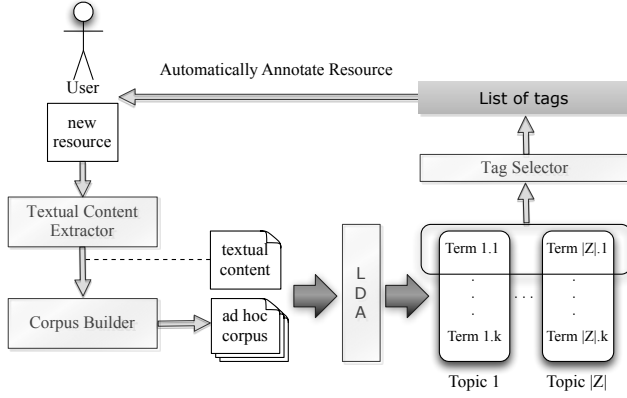 Automatically Annotate Resource
User
List of tags
new
resource
Tag Selector
Textual Content
Extractor
textual
content
L
D
A
Term 1.1
Term |Z|.1
. . .
Corpus Builder
ad hoc
corpus
Term 1.k
Term |Z|.k
Topic 1
Topic |Z|